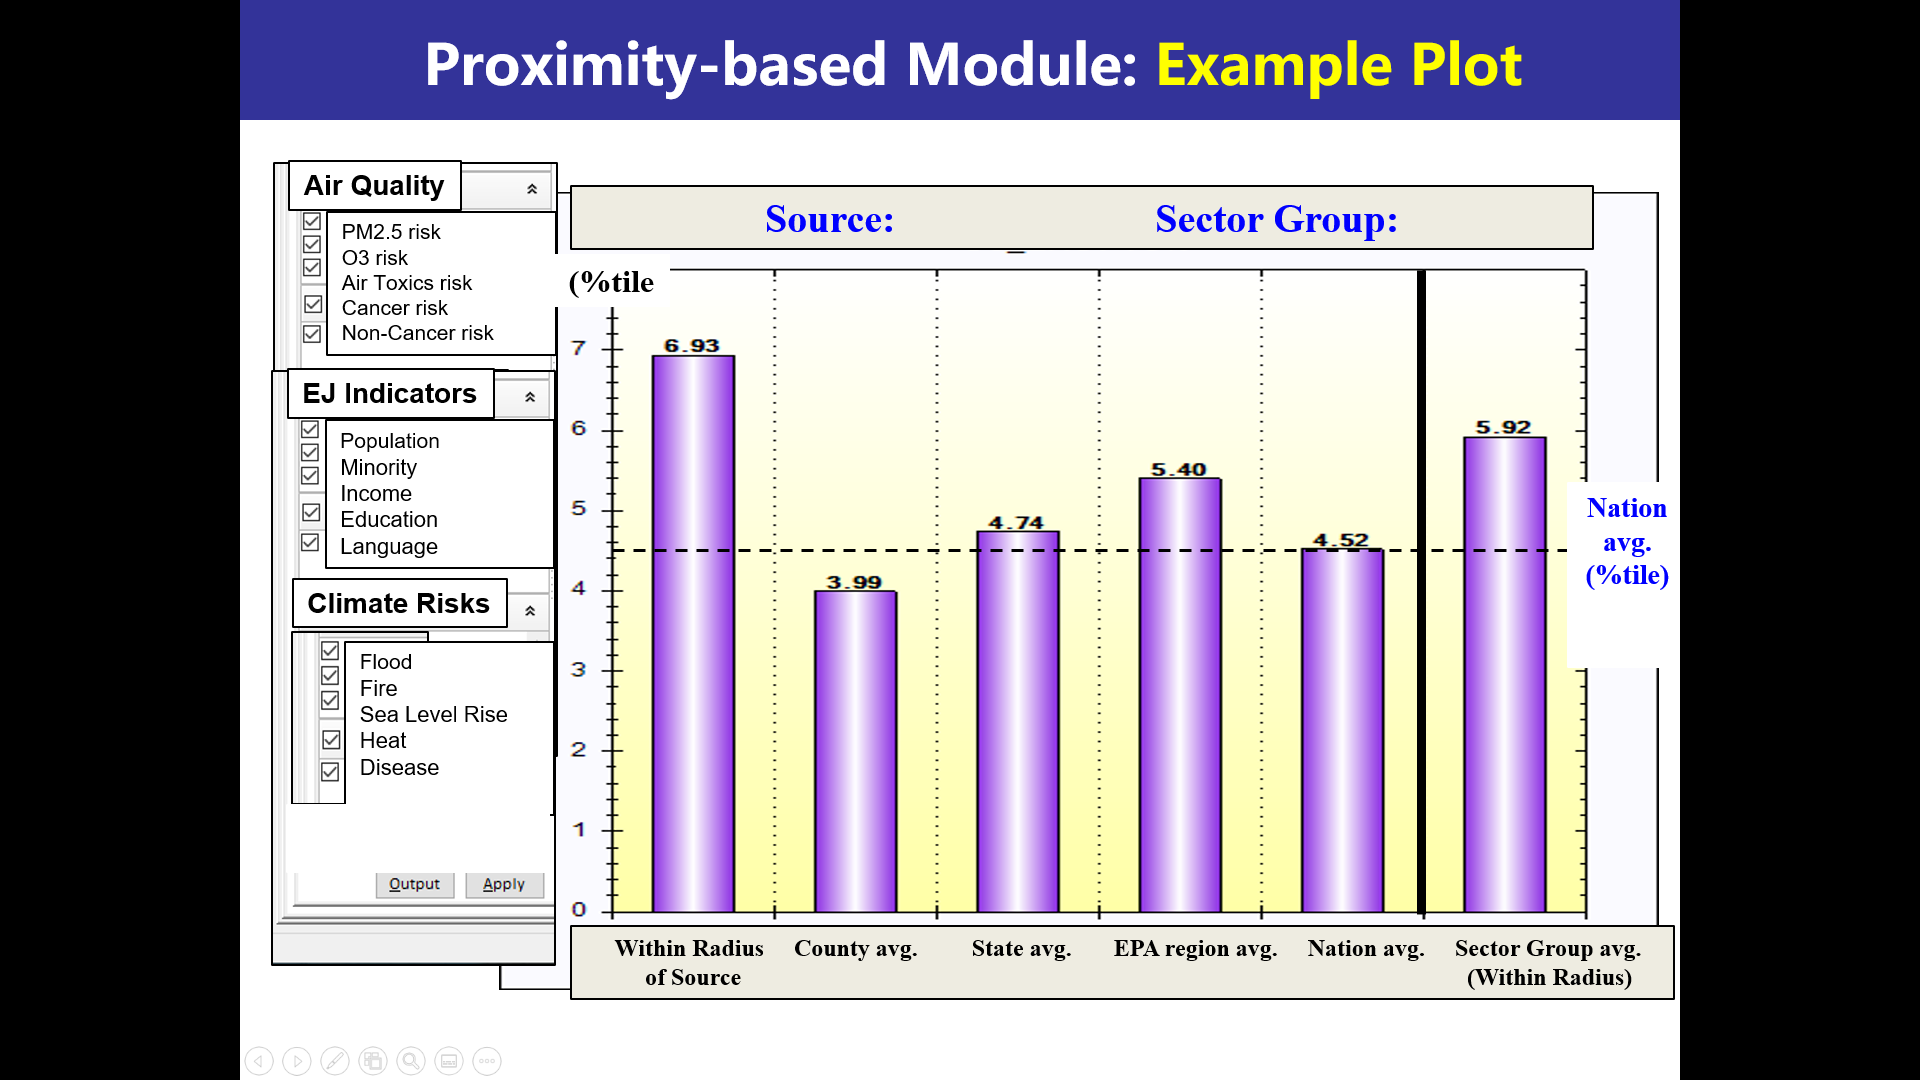 Proximity-based Module: Example Plot
Air Quality
PM2.5 risk
O3 risk
Air Toxics risk
Cancer risk
Non-Cancer risk
EJ Indicators
Population
Minority
Income
Education
Language
Climate Risks
Flood
Fire
Sea Level Rise
Heat
Disease
Output Apply
Source: Sector Group:
(%tile
7
6
5
4
3
2
1
0
6.93
3.99
4.74
5.40
4.52
5.92
Nation
avg.
(%tile)
Within Radius
of Source
County avg.
State avg.
EPA region avg.
Nation avg.
Sector Group avg.
(Within Radius)